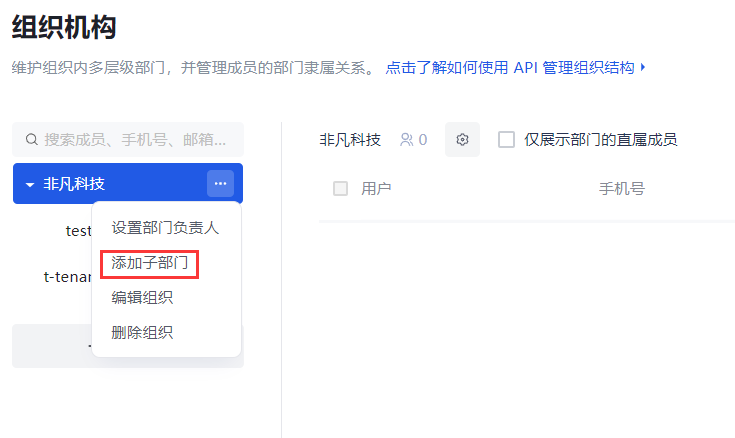 组织机构
维护组织内多层级部门，并管理成员的部门隶属关系。 点击了解如何使用 API 管理组织结构
搜索成员、手机号、邮箱...
非凡科技 0 仅展示部门的直属成员
非凡科技
用户 手机号
设置部门负责人
test
添加子部门
t-tenan
编辑组织
删除组织